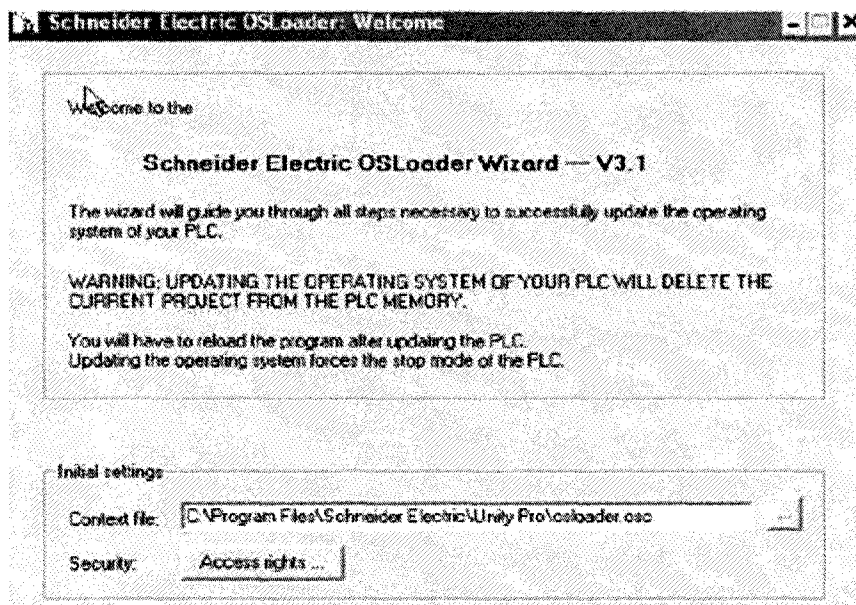 Schneider Electric OSLoader: Welcome
Welcome to the
Schneider Electric OSLoader Wizard — V3.1
The wizard will guide you through all steps necessary to successfully update the operating
system of your PLC.
WARNING: UPDATING THE OPERATING SYSTEM OF YOUR PLC WILL DELETE THE
CURRENT PROJECT FROM THE PLC MEMORY.
You will have to reload the program after updating the PLC.
Updating the operating system forces the stop mode of the PLC.
Initial settings
Context file: C:\Program Files\Schneider Electric\Unity Pro\osloader.oso ...
Security: Access rights ...